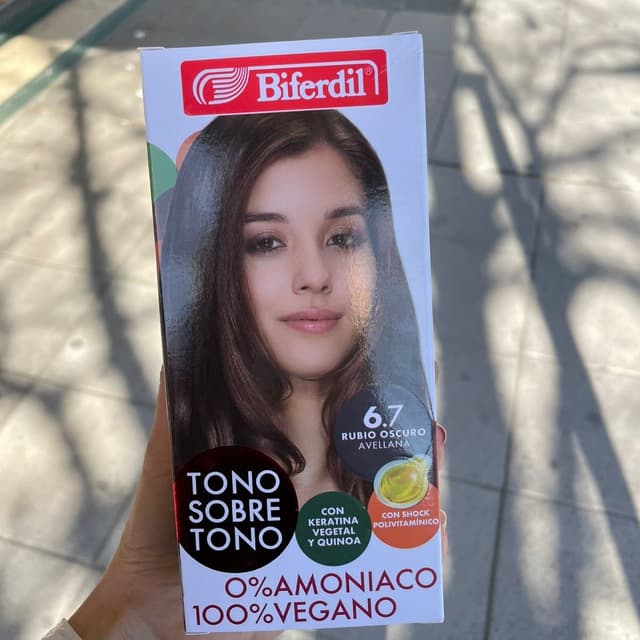 Biferdil®
6.7
RUBIO OSCURO
AVELLANA
TONO
SOBRE
TONO
CON
KERATINA
VEGETAL
Y QUINOA
CON SHOCK
POLIVITAMÍNICO
0%AMONIACO
100%VEGANO